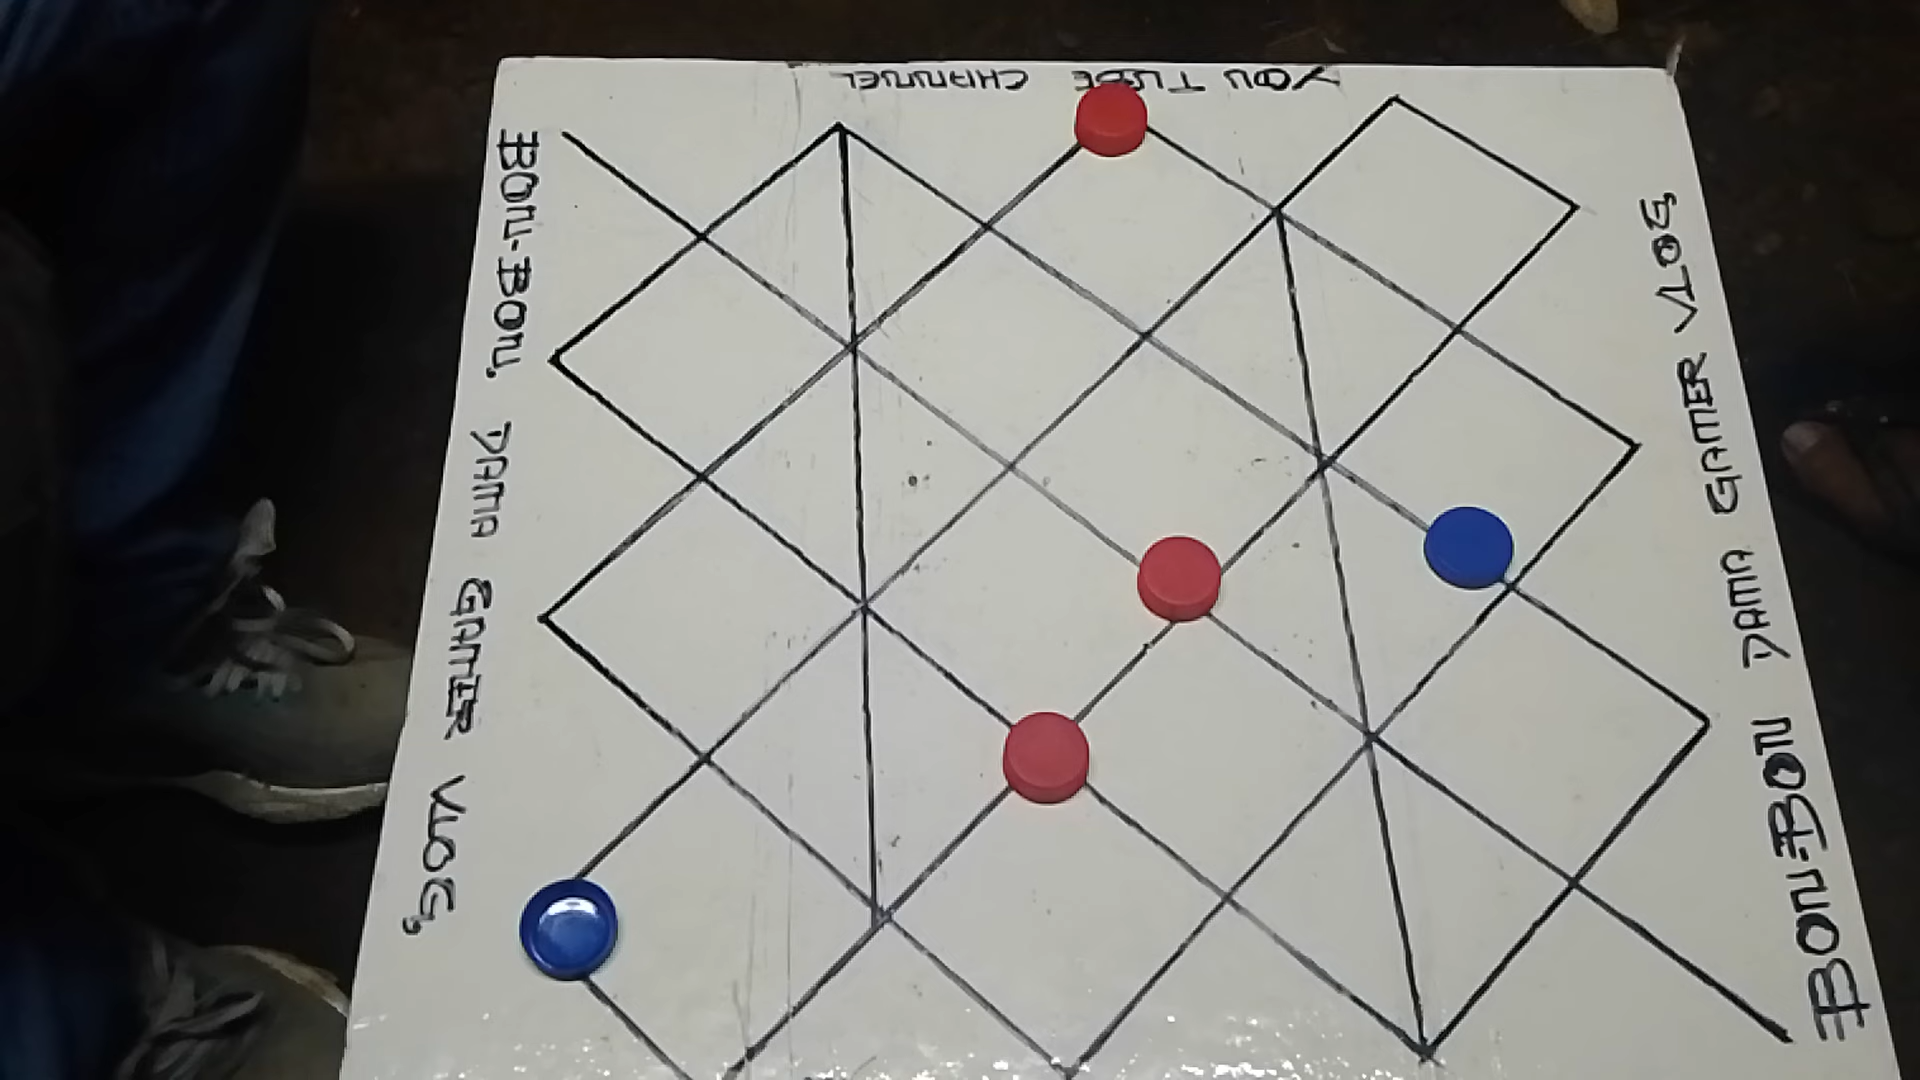 YOU TUBE CHANNEL
BON-BON, DAMA GAMER VLOG,
BON-BON DAMA GAMER VLOG